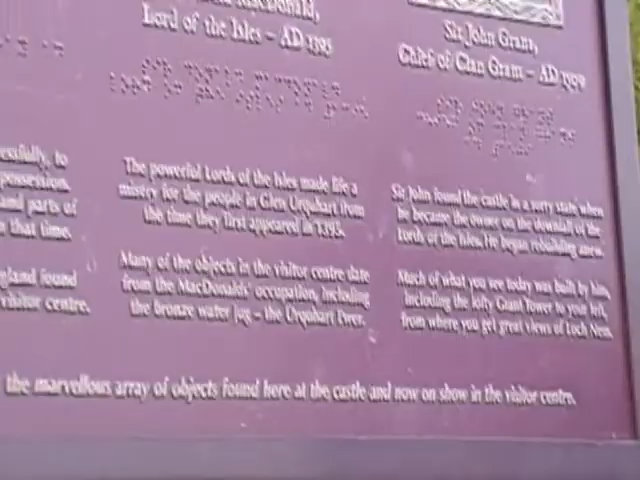 MacDonald,
Lord of the Isles – AD 1395
Sir John Grant,
Chief of Clan Grant – AD 1509
essfully, to
possession.
and parts of
n that time.
gland found
visitor centre.
The powerful Lords of the Isles made life a
misery for the people in Glen Urquhart from
the time they first appeared in 1395.
Many of the objects in the visitor centre date
from the MacDonalds' occupation, including
the bronze water jug – the Urquhart Ewer.
Sir John found the castle in a sorry state when
he became the owner on the downfall of the
Lords of the Isles. He began rebuilding anew.
Much of what you see today was built by him,
including the lofty Grant Tower to your left,
from where you get great views of Loch Ness.
the marvellous array of objects found here at the castle and now on show in the visitor centre.